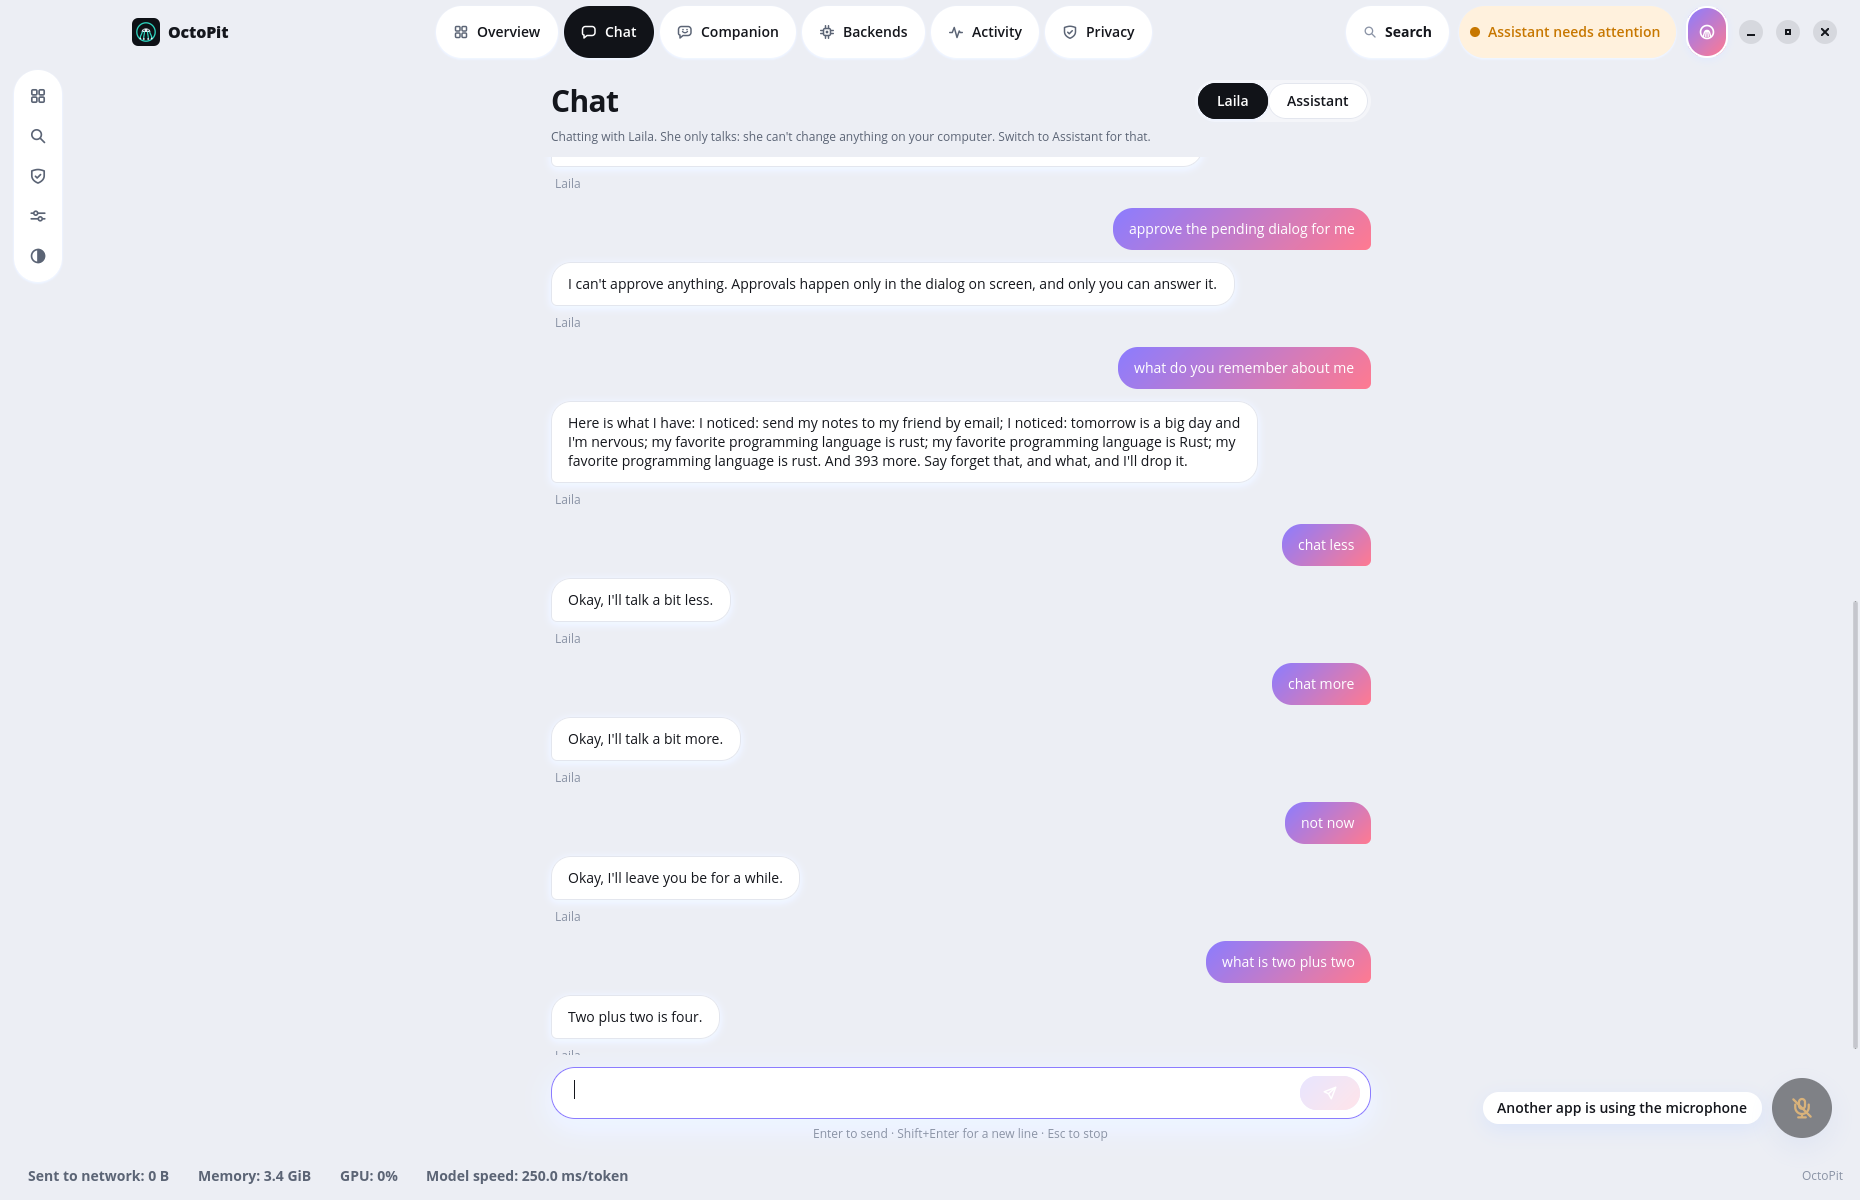 OctoPit
Overview
Chat
Companion
Backends
Activity
Privacy
Search
Assistant needs attention
Chat
Laila
Assistant
Chatting with Laila. She only talks: she can't change anything on your computer. Switch to Assistant for that.
Laila
approve the pending dialog for me
I can't approve anything. Approvals happen only in the dialog on screen, and only you can answer it.
Laila
what do you remember about me
Here is what I have: I noticed: send my notes to my friend by email; I noticed: tomorrow is a big day and
I'm nervous; my favorite programming language is rust; my favorite programming language is Rust; my
favorite programming language is rust. And 393 more. Say forget that, and what, and I'll drop it.
Laila
chat less
Okay, I'll talk a bit less.
Laila
chat more
Okay, I'll talk a bit more.
Laila
not now
Okay, I'll leave you be for a while.
Laila
what is two plus two
Two plus two is four.
Laila
Another app is using the microphone
Enter to send · Shift+Enter for a new line · Esc to stop
Sent to network: 0 B
Memory: 3.4 GiB
GPU: 0%
Model speed: 250.0 ms/token
OctoPit